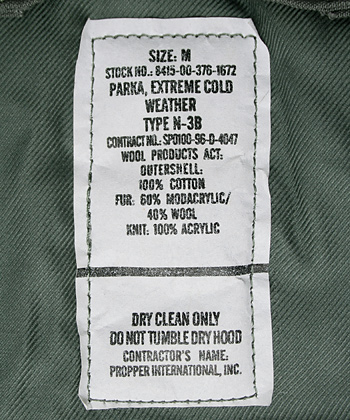 SIZE: M
STOCK NO.: 8415-00-376-1672
PARKA, EXTREME COLD
WEATHER
TYPE N-3B
CONTRACT NO.: SPO100-96-D-4047
WOOL PRODUCTS ACT:
OUTERSHELL:
100% COTTON
FUR: 60% MODACRYLIC/
40% WOOL
KNIT: 100% ACRYLIC
DRY CLEAN ONLY
DO NOT TUMBLE DRY HOOD
CONTRACTOR'S NAME:
PROPPER INTERNATIONAL, INC.